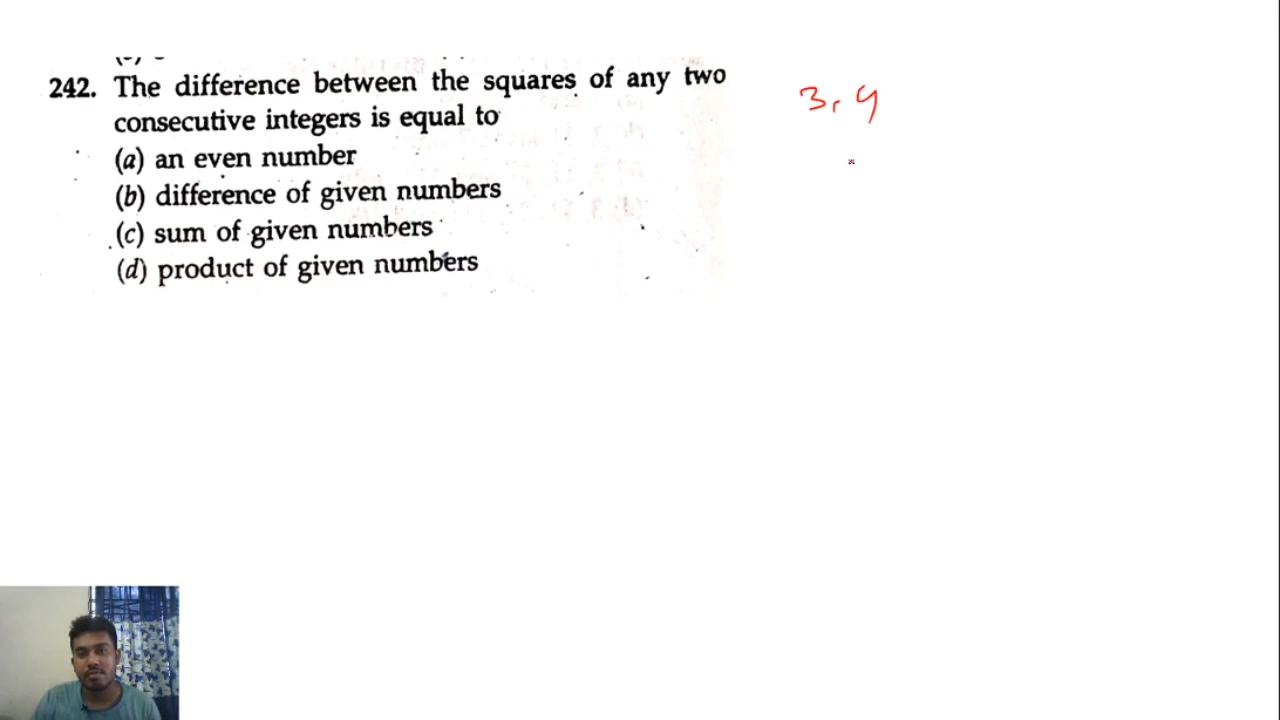 242. The difference between the squares of any two
consecutive integers is equal to
(a) an even number
(b) difference of given numbers
(c) sum of given numbers
(d) product of given numbers
3, 4